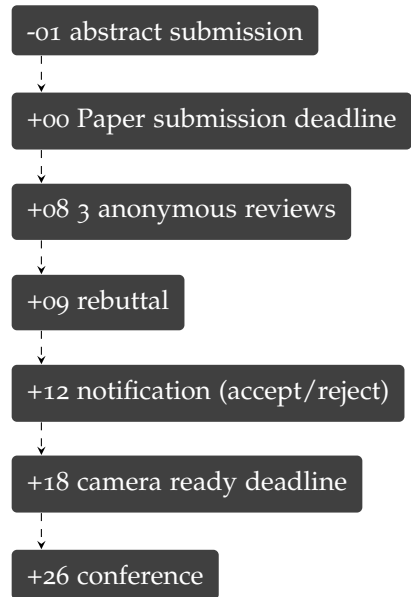 -01 abstract submission
+00 Paper submission deadline
+08 3 anonymous reviews
+09 rebuttal
+12 notification (accept/reject)
+18 camera ready deadline
+26 conference